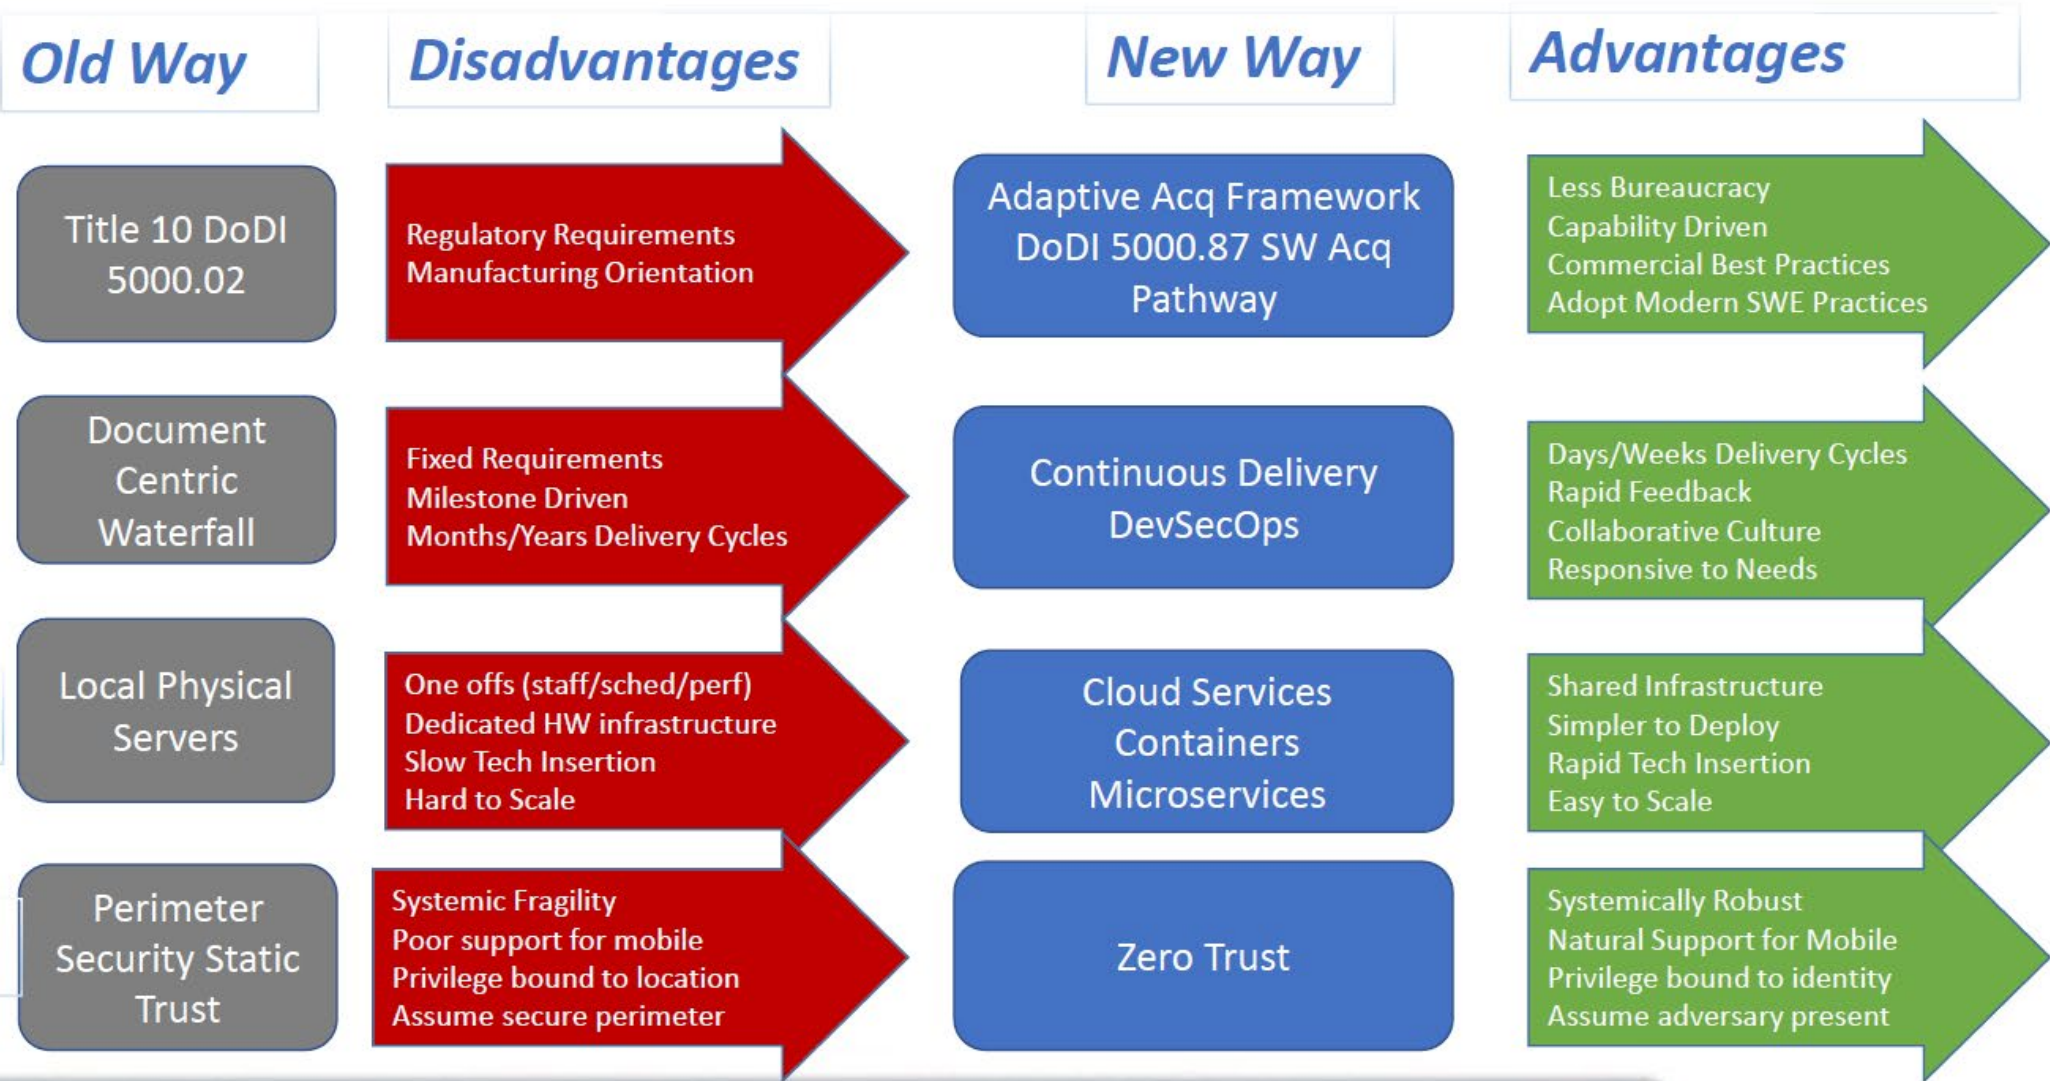 Old Way
Disadvantages
New Way
Advantages
Title 10 DoDI
5000.02
Regulatory Requirements
Manufacturing Orientation
Adaptive Acq Framework
DoDI 5000.87 SW Acq
Pathway
Less Bureaucracy
Capability Driven
Commercial Best Practices
Adopt Modern SWE Practices
Document
Centric
Waterfall
Fixed Requirements
Milestone Driven
Months/Years Delivery Cycles
Continuous Delivery
DevSecOps
Days/Weeks Delivery Cycles
Rapid Feedback
Collaborative Culture
Responsive to Needs
Local Physical
Servers
One offs (staff/sched/perf)
Dedicated HW infrastructure
Slow Tech Insertion
Hard to Scale
Cloud Services
Containers
Microservices
Shared Infrastructure
Simpler to Deploy
Rapid Tech Insertion
Easy to Scale
Perimeter
Security Static
Trust
Systemic Fragility
Poor support for mobile
Privilege bound to location
Assume secure perimeter
Zero Trust
Systemically Robust
Natural Support for Mobile
Privilege bound to identity
Assume adversary present